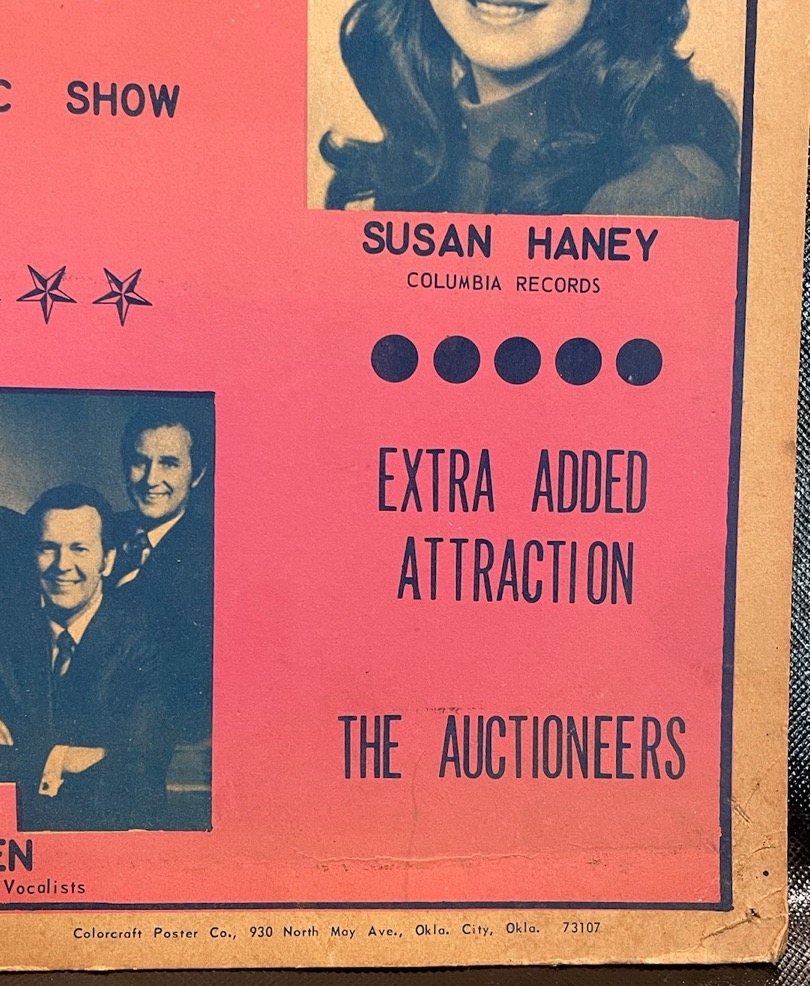 C SHOW
SUSAN HANEY
COLUMBIA RECORDS
EXTRA ADDED
ATTRACTION
THE AUCTIONEERS
EN
Vocalists
Colorcraft Poster Co., 930 North May Ave., Okla. City, Okla. 73107